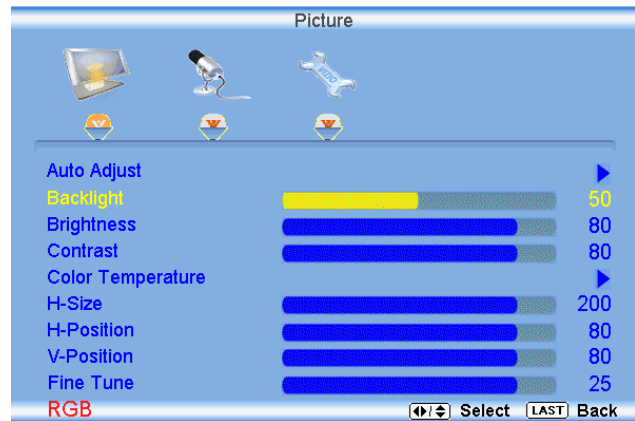 Picture
Auto Adjust
Backlight 50
Brightness 80
Contrast 80
Color Temperature
H-Size 200
H-Position 80
V-Position 80
Fine Tune 25
RGB Select LAST Back